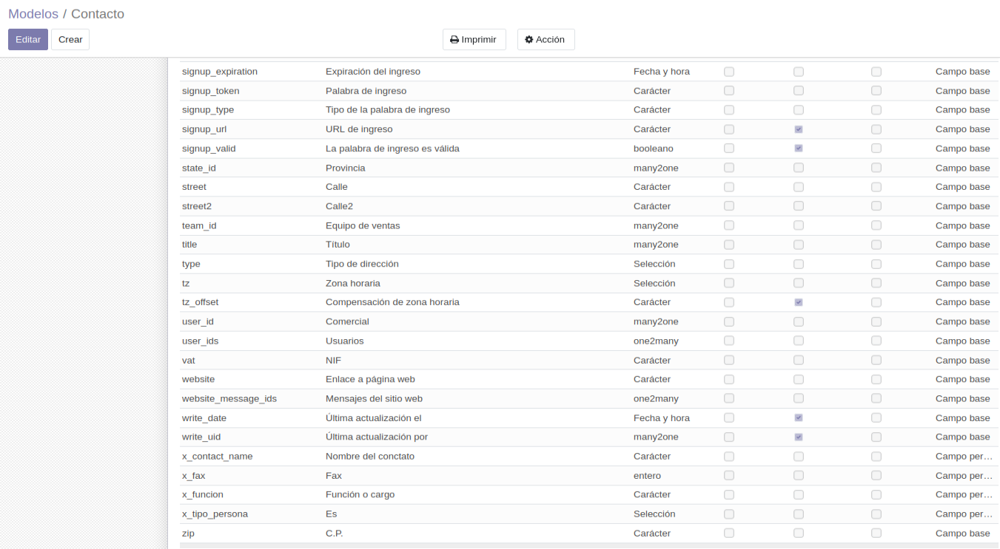 Modelos / Contacto
Editar Crear Imprimir Acción
signup_expiration Expiración del ingreso Fecha y hora Campo base
signup_token Palabra de ingreso Carácter Campo base
signup_type Tipo de la palabra de ingreso Carácter Campo base
signup_url URL de ingreso Carácter Campo base
signup_valid La palabra de ingreso es válida booleano Campo base
state_id Provincia many2one Campo base
street Calle Carácter Campo base
street2 Calle2 Carácter Campo base
team_id Equipo de ventas many2one Campo base
title Título many2one Campo base
type Tipo de dirección Selección Campo base
tz Zona horaria Selección Campo base
tz_offset Compensación de zona horaria Carácter Campo base
user_id Comercial many2one Campo base
user_ids Usuarios one2many Campo base
vat NIF Carácter Campo base
website Enlace a página web Carácter Campo base
website_message_ids Mensajes del sitio web one2many Campo base
write_date Última actualización el Fecha y hora Campo base
write_uid Última actualización por many2one Campo base
x_contact_name Nombre del conctato Carácter Campo per…
x_fax Fax entero Campo per…
x_funcion Función o cargo Carácter Campo per…
x_tipo_persona Es Selección Campo per…
zip C.P. Carácter Campo base